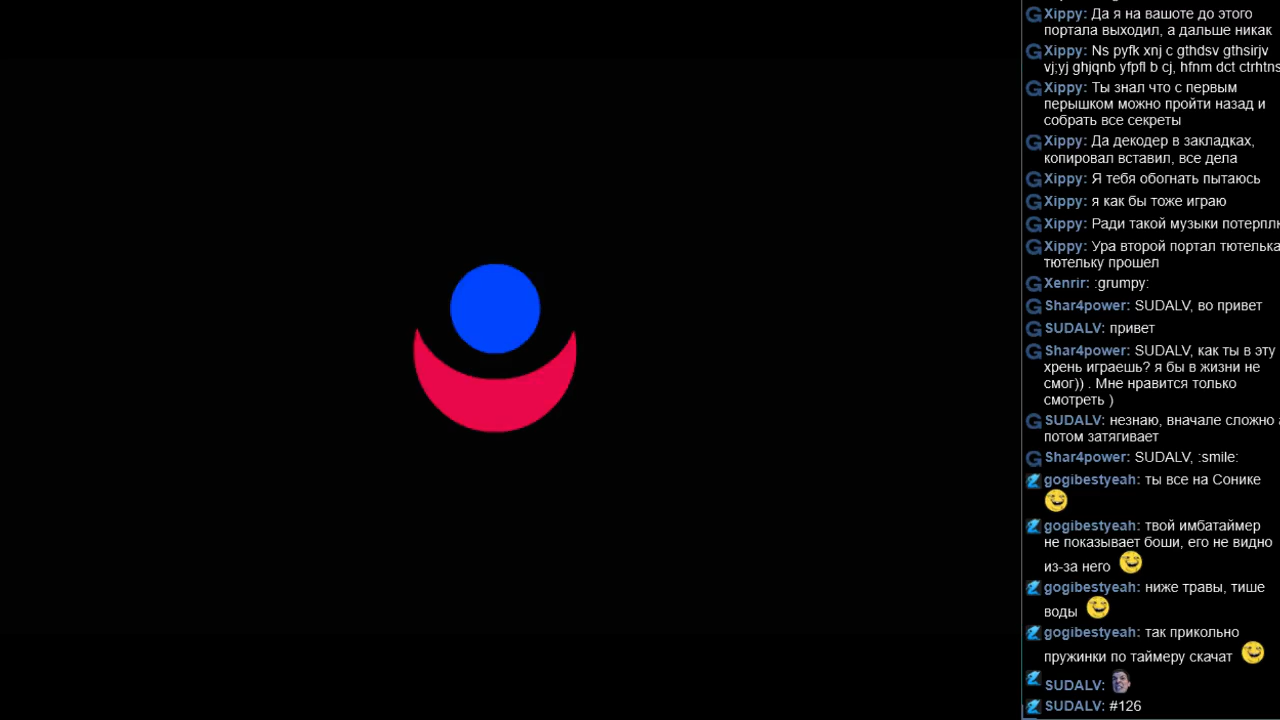 Xippy: Да я на вашоте до этого
портала выходил, а дальше никак
Xippy: Ns pyfk xnj c gthdsv gthsirjv
vj;yj ghjqnb yfpfl b cj, hfnm dct ctrhtns
Xippy: Ты знал что с первым
перышком можно пройти назад и
собрать все секреты
Xippy: Да декодер в закладках,
копировал вставил, все дела
Xippy: Я тебя обогнать пытаюсь
Xippy: я как бы тоже играю
Xippy: Ради такой музыки потерплю
Xippy: Ура второй портал тютелька
тютельку прошел
Xenrir: :grumpy:
Shar4power: SUDALV, во привет
SUDALV: привет
Shar4power: SUDALV, как ты в эту
хрень играешь? я бы в жизни не
смог)) . Мне нравится только
смотреть )
SUDALV: незнаю, вначале сложно а
потом затягивает
Shar4power: SUDALV, :smile:
gogibestyeah: ты все на Сонике
gogibestyeah: твой имбатаймер
не показывает боши, его не видно
из-за него
gogibestyeah: ниже травы, тише
воды
gogibestyeah: так прикольно
пружинки по таймеру скачат
SUDALV:
SUDALV: #126